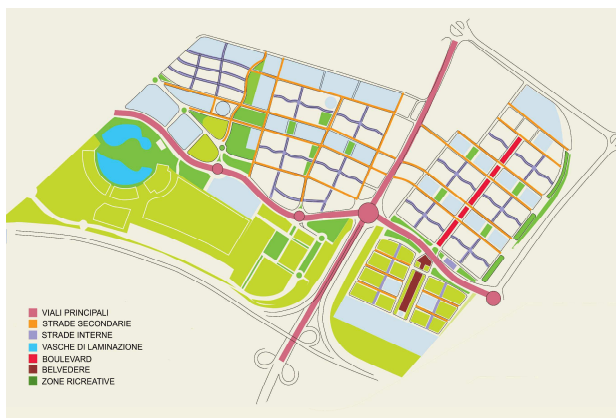 VIALI PRINCIPALI
STRADE SECONDARIE
STRADE INTERNE
VASCHE DI LAMINAZIONE
BOULEVARD
BELVEDERE
ZONE RICREATIVE